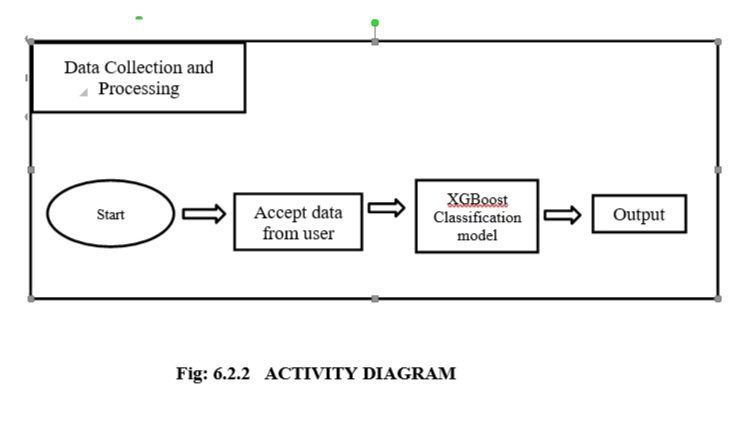 Data Collection and
Processing
Start
Accept data
from user
XGBoost
Classification
model
Output
Fig: 6.2.2 ACTIVITY DIAGRAM